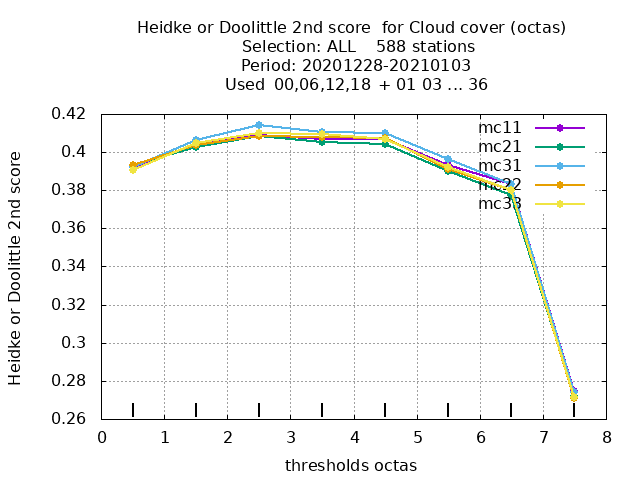 Heidke or Doolittle 2nd score  for Cloud cover (octas)
Selection: ALL    588 stations
Period: 20201228-20210103
Used  00,06,12,18 + 01 03 ... 36
Heidke or Doolittle 2nd score
0.42
0.4
0.38
0.36
0.34
0.32
0.3
0.28
0.26
mc11
mc21
mc31
mc22
mc33
0 1 2 3 4 5 6 7 8
thresholds octas